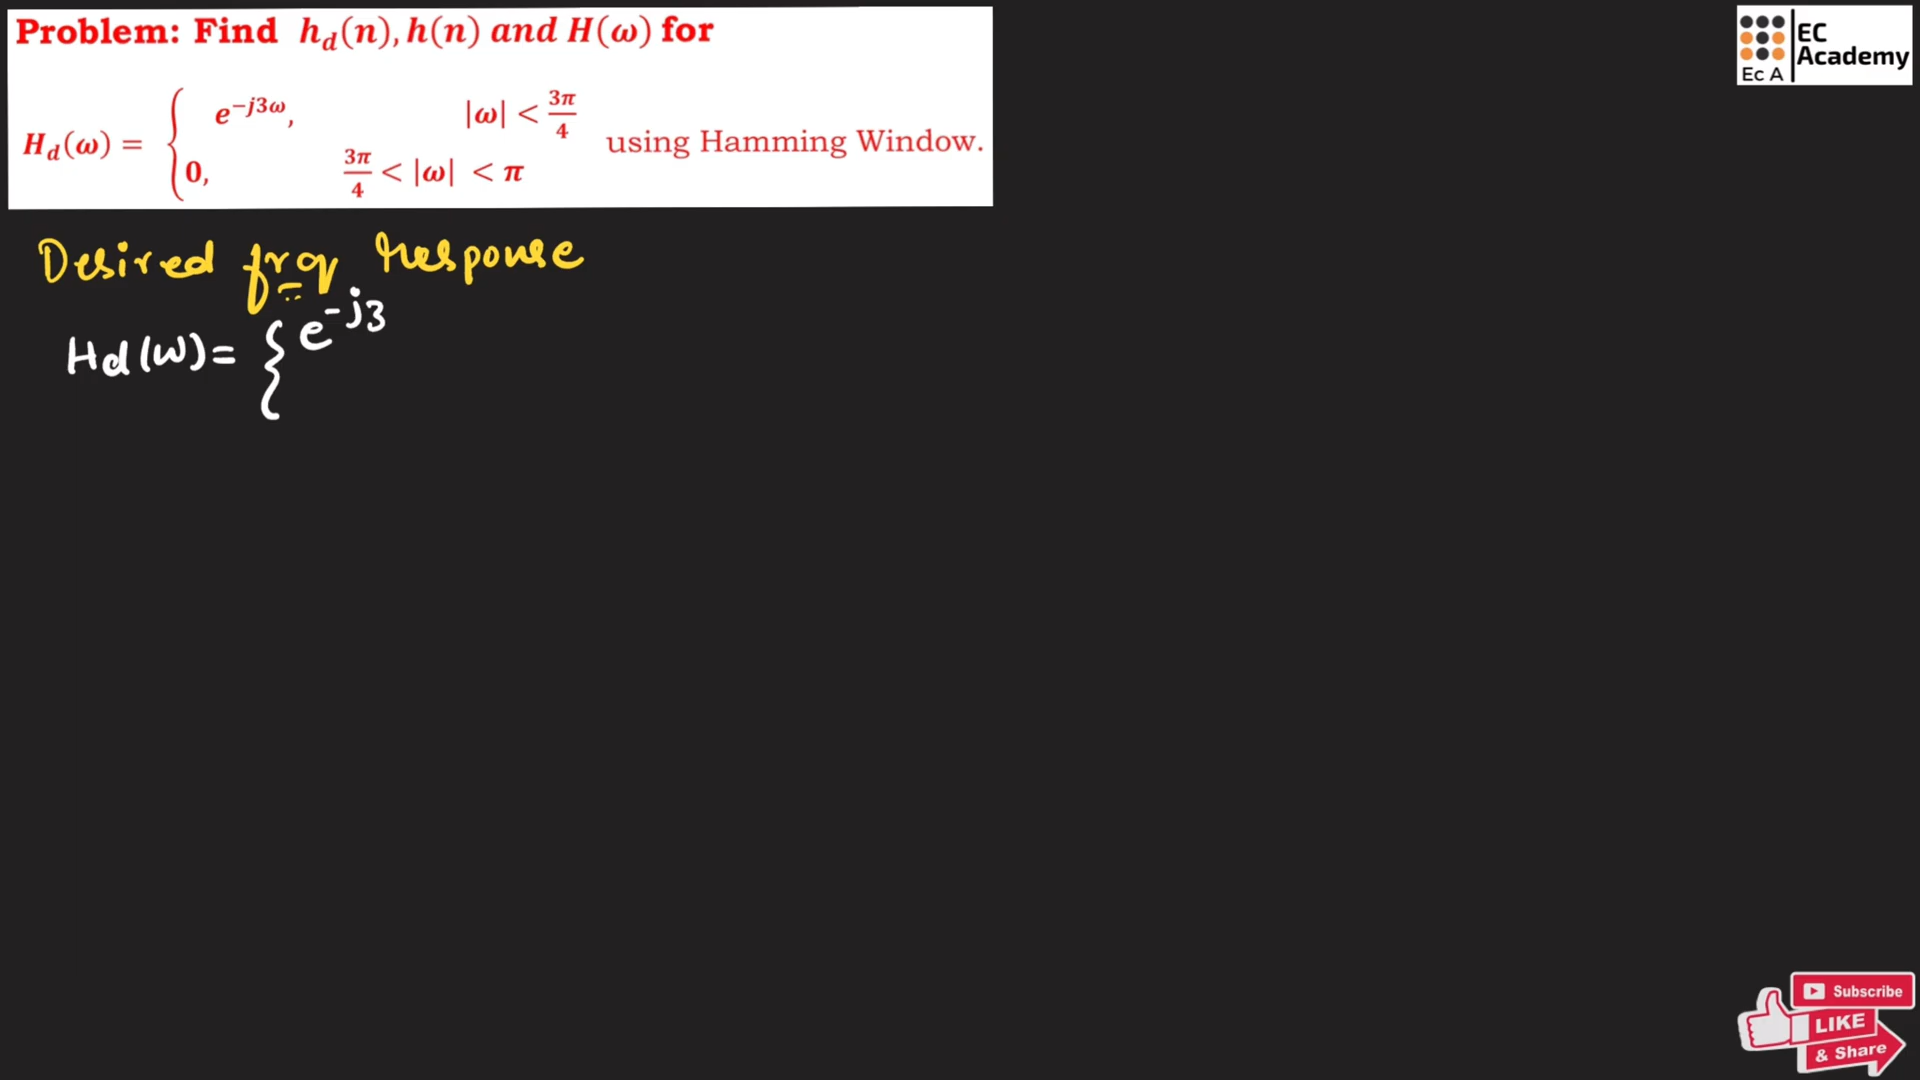 Problem: Find h_d(n), h(n) and H(ω) for
H_d(ω) = { e^{-j3ω}, |ω| < 3π/4
0, 3π/4 < |ω| < π
using Hamming Window.
EC
Academy
Ec A
Desired frq response
Hd(ω) = { e^{-j3
Subscribe
LIKE
& Share